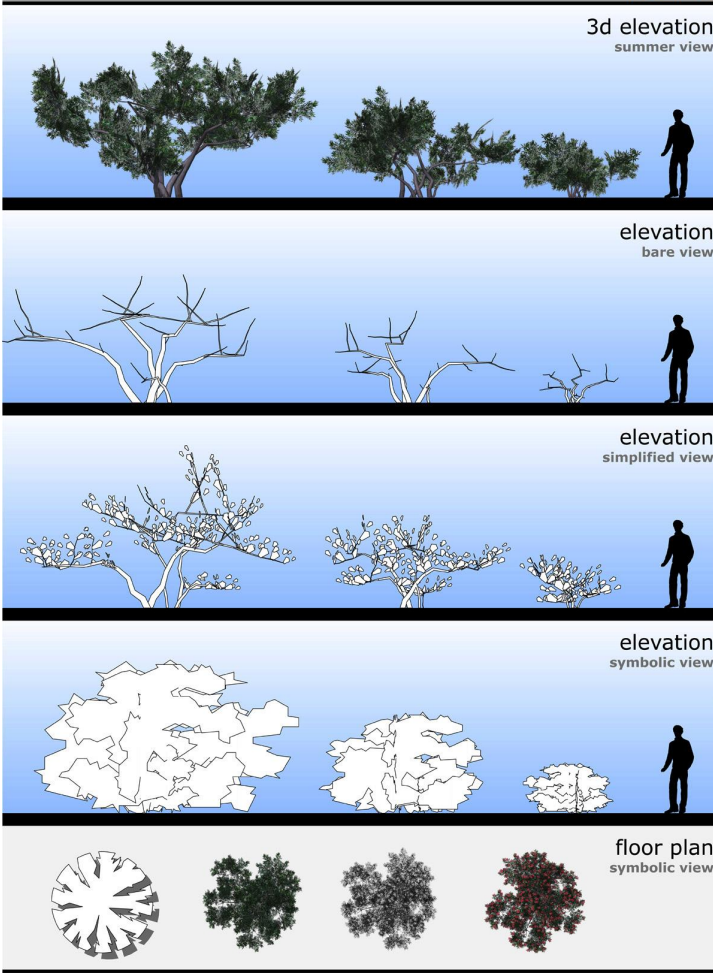 3d elevation
summer view
elevation
bare view
elevation
simplified view
elevation
symbolic view
floor plan
symbolic view